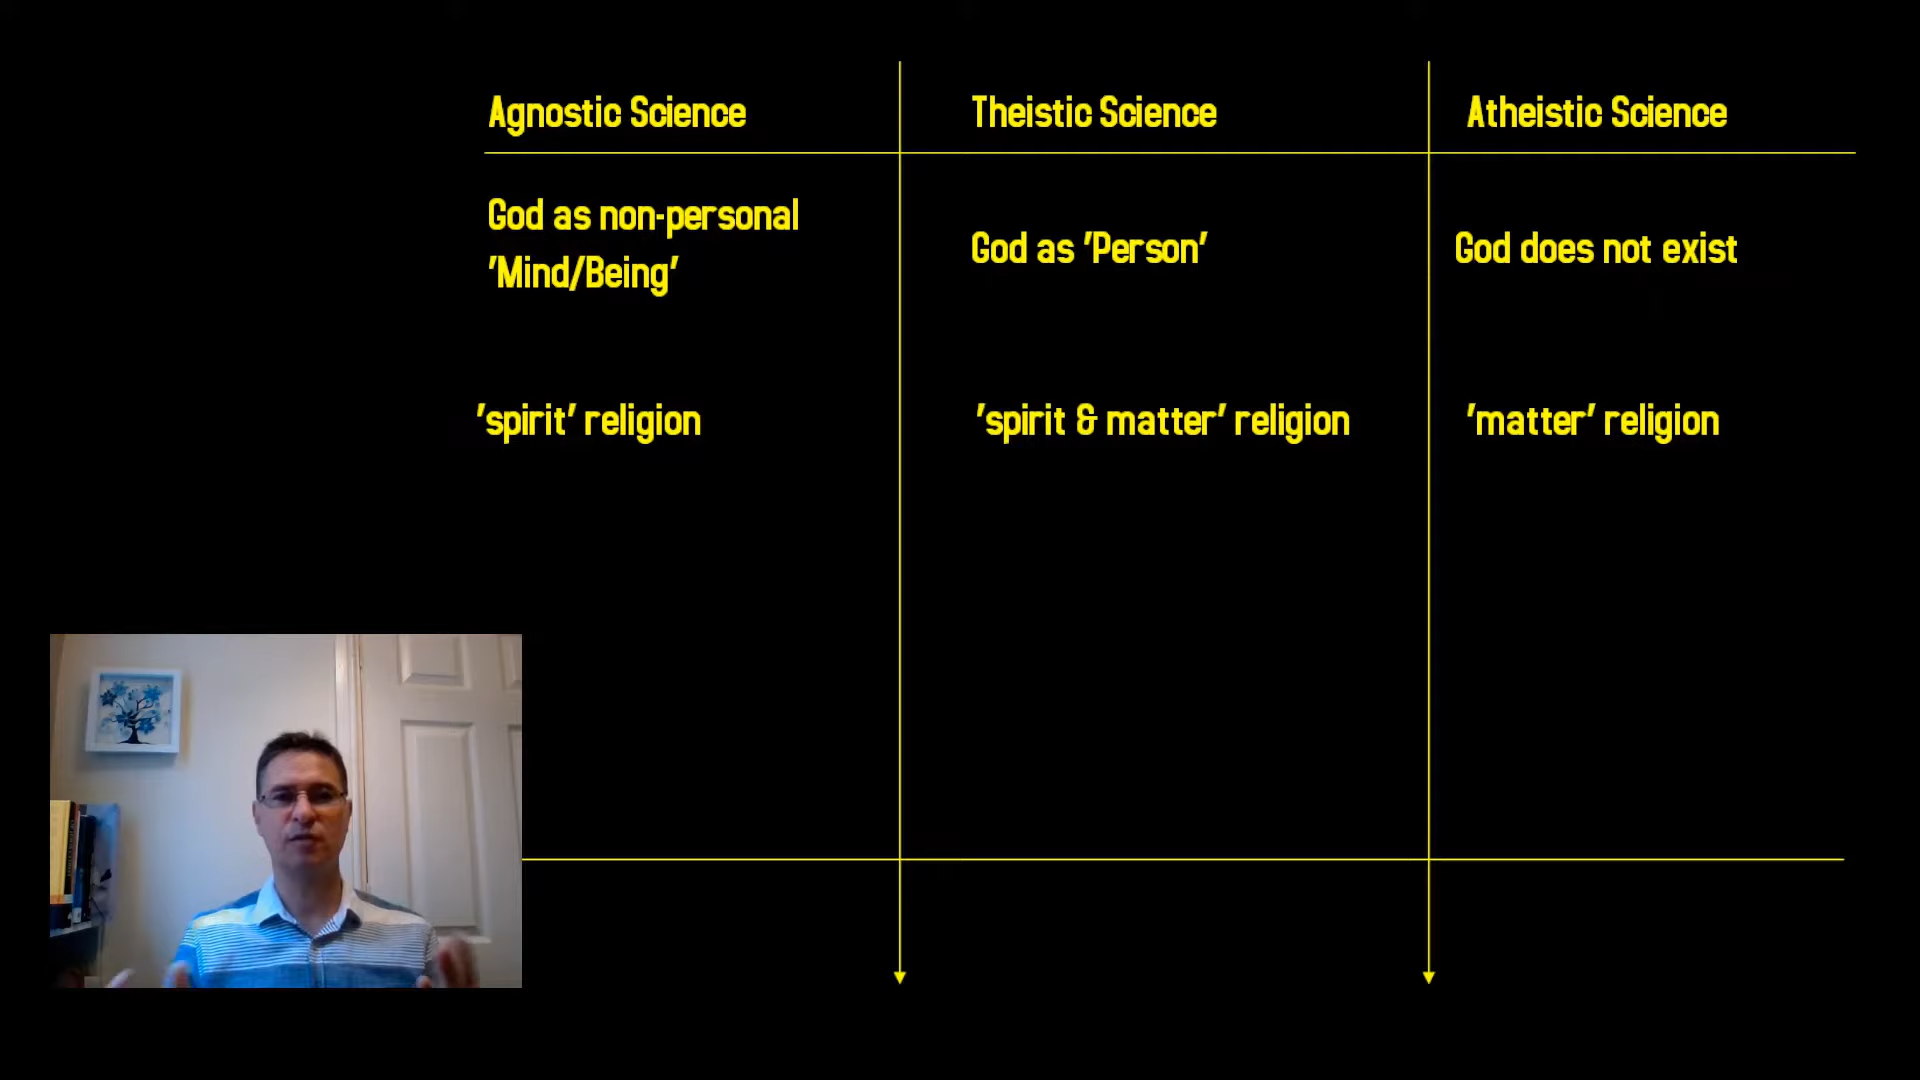 Agnostic Science
Theistic Science
Atheistic Science
God as non-personal
'Mind/Being'
God as 'Person'
God does not exist
'spirit' religion
'spirit & matter' religion
'matter' religion